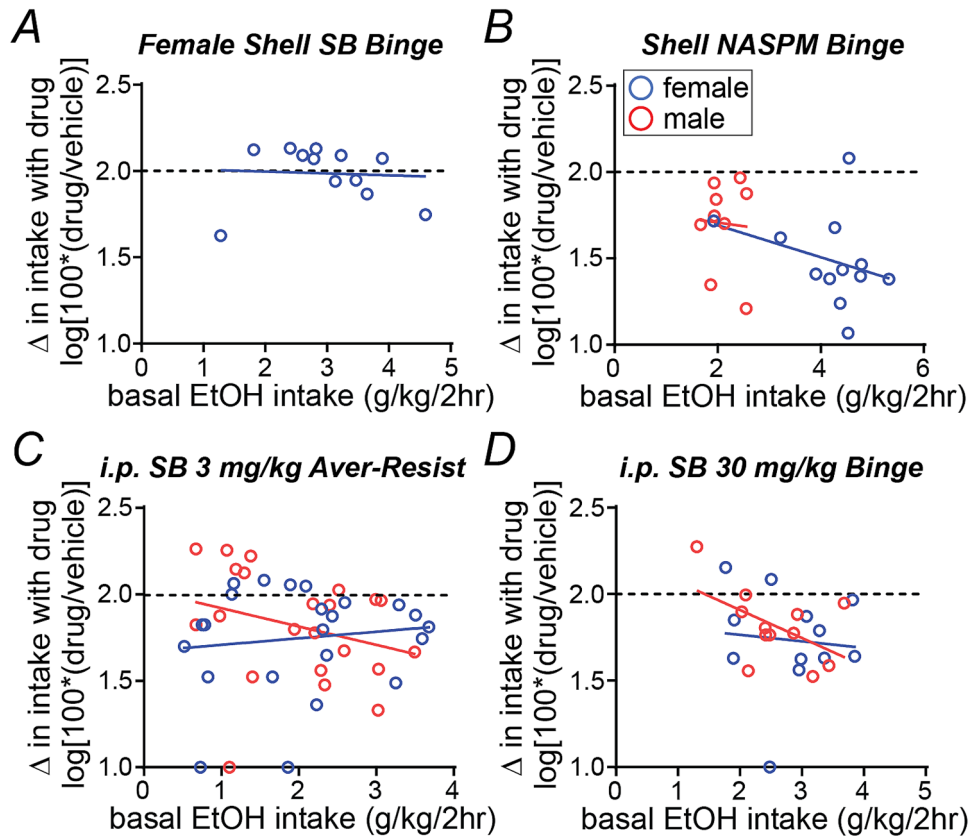 A
Female Shell SB Binge
Δ in intake with drug
log[100*(drug/vehicle)]
2.5
2.0
1.5
1.0
0 1 2 3 4 5
basal EtOH intake (g/kg/2hr)
B
Shell NASPM Binge
female
male
Δ in intake with drug
log[100*(drug/vehicle)]
2.5
2.0
1.5
1.0
0 2 4 6
basal EtOH intake (g/kg/2hr)
C
i.p. SB 3 mg/kg Aver-Resist
Δ in intake with drug
log[100*(drug/vehicle)]
2.5
2.0
1.5
1.0
0 1 2 3 4
basal EtOH intake (g/kg/2hr)
D
i.p. SB 30 mg/kg Binge
Δ in intake with drug
log[100*(drug/vehicle)]
2.5
2.0
1.5
1.0
0 1 2 3 4 5
basal EtOH intake (g/kg/2hr)